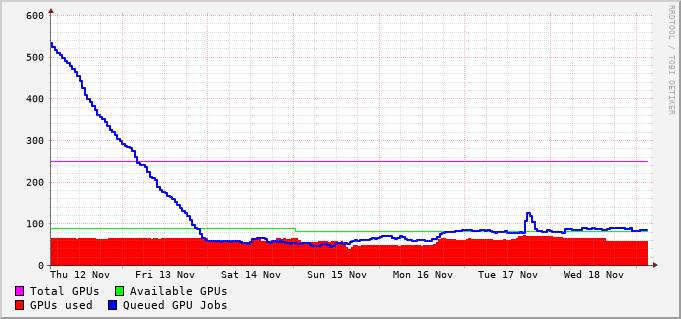 600
500
400
300
200
100
0
Thu 12 Nov Fri 13 Nov Sat 14 Nov Sun 15 Nov Mon 16 Nov Tue 17 Nov Wed 18 Nov
Total GPUs Available GPUs
GPUs used Queued GPU Jobs
RRDTOOL / TOBI OETIKER